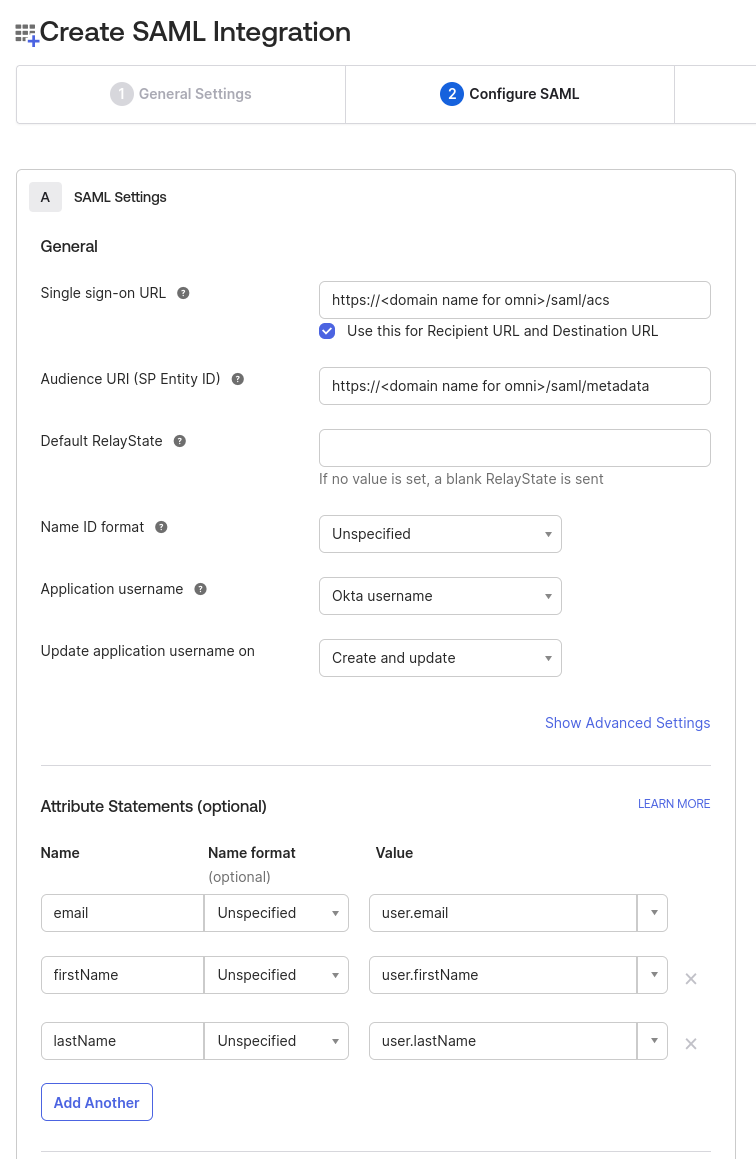 Create SAML Integration
1 General Settings
2 Configure SAML
A SAML Settings
General
Single sign-on URL ?
https://<domain name for omni>/saml/acs
Use this for Recipient URL and Destination URL
Audience URI (SP Entity ID) ?
https://<domain name for omni>/saml/metadata
Default RelayState ?
If no value is set, a blank RelayState is sent
Name ID format ?
Unspecified
Application username ?
Okta username
Update application username on
Create and update
Show Advanced Settings
Attribute Statements (optional)
LEARN MORE
Name Name format Value
(optional)
email Unspecified user.email
firstName Unspecified user.firstName
lastName Unspecified user.lastName
Add Another